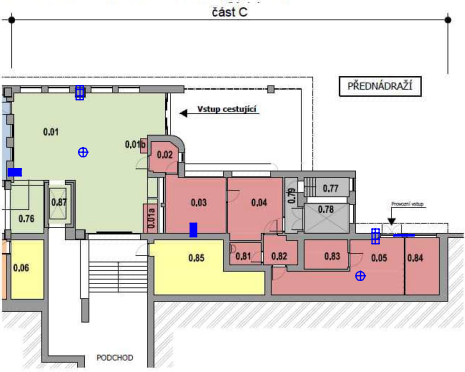 část C
PŘEDNÁDRAŽÍ
Vstup cestující
0.01
0.01b
0.02
0.77
0.79
0.78
0.87
0.76
0.01a
0.03
0.04
Provozní vstup
0.06
0.85
0.81
0.82
0.83
0.05
0.84
PODCHOD